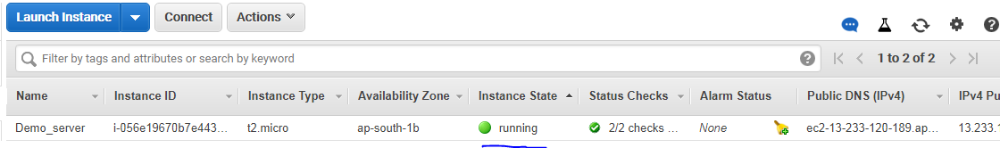 Launch Instance Connect Actions
Filter by tags and attributes or search by keyword 1 to 2 of 2
Name Instance ID Instance Type Availability Zone Instance State Status Checks Alarm Status Public DNS (IPv4) IPv4 Pu
Demo_server i-056e19670b7e443... t2.micro ap-south-1b running 2/2 checks ... None ec2-13-233-120-189.ap... 13.233.